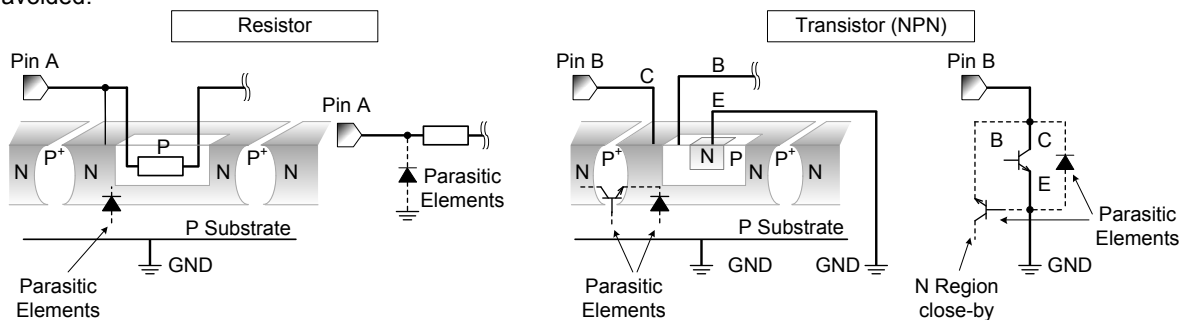 avoided.
Resistor
Transistor (NPN)
Pin A
Pin A
N
P+
N
P
N
P+
N
Parasitic
Elements
P Substrate
GND
Parasitic
Elements
Pin B
C
B
E
N
P+
N
N
P
N
P+
N
P Substrate
GND
GND
Parasitic
Elements
Pin B
B
C
E
Parasitic
Elements
GND
N Region
close-by